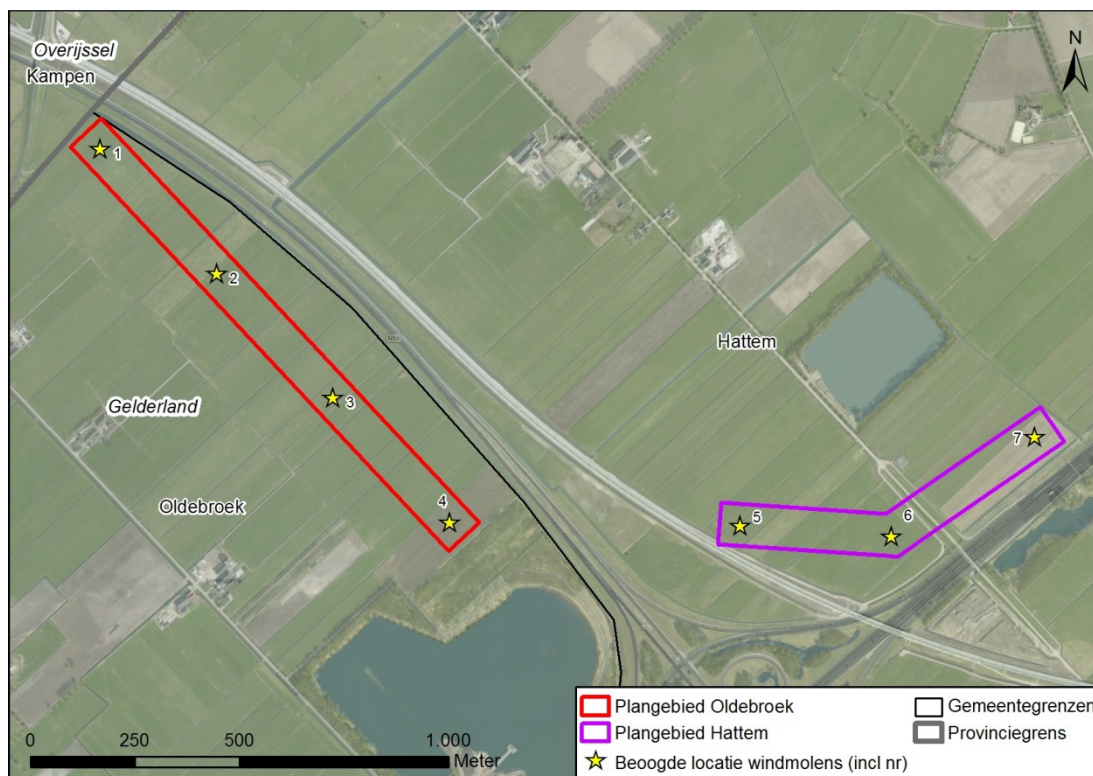 Overijssel
Kampen
N
1
2
3
4
5
6
7
Hattem
Gelderland
Oldebroek
N50
Plangebied Oldebroek
Plangebied Hattem
Beoogde locatie windmolens (incl nr)
Gemeentegrenzen
Provinciegrens
0 250 500 1.000
Meter